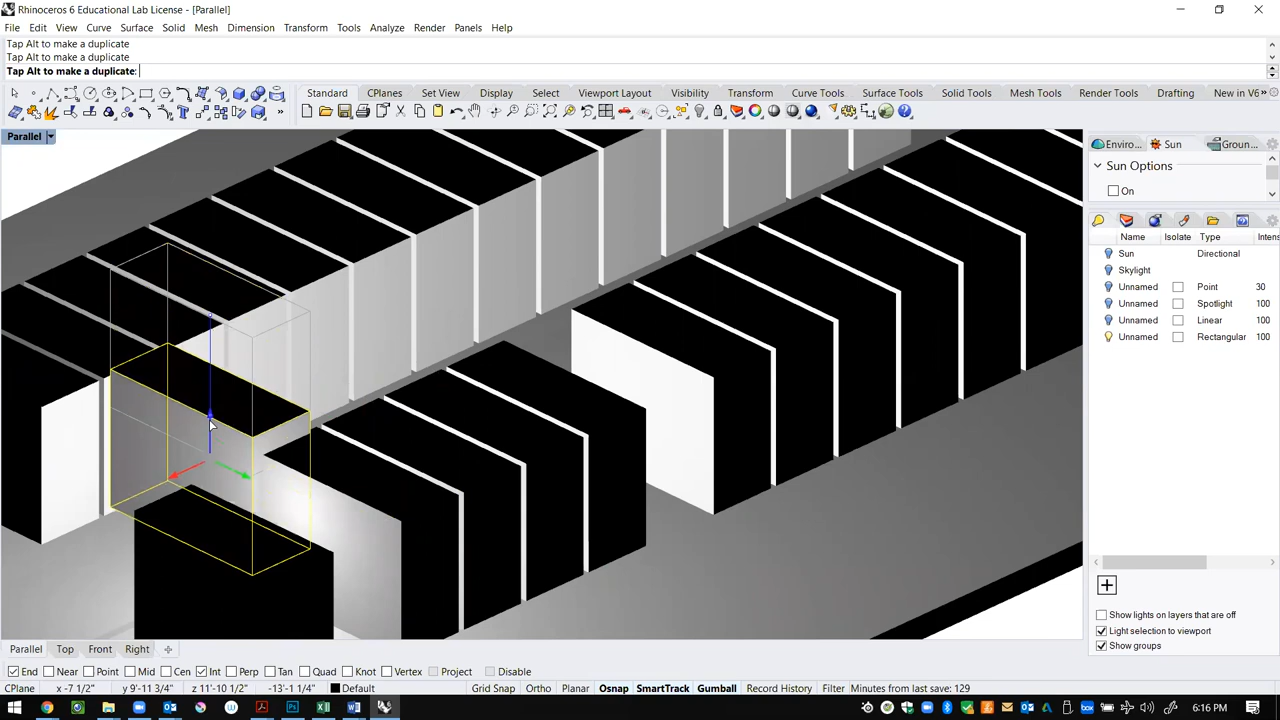 Rhinoceros 6 Educational Lab License - [Parallel]
File Edit View Curve Surface Solid Mesh Dimension Transform Tools Analyze Render Panels Help
Tap Alt to make a duplicate
Tap Alt to make a duplicate
Tap Alt to make a duplicate:
Standard CPlanes Set View Display Select Viewport Layout Visibility Transform Curve Tools Surface Tools Solid Tools Mesh Tools Render Tools Drafting New in V6
Parallel
Enviro... Sun Groun...
Sun Options
On
Name Isolate Type Intens
Sun Directional
Skylight
Unnamed Point 30
Unnamed Spotlight 100
Unnamed Linear 100
Unnamed Rectangular 100
Show lights on layers that are off
Light selection to viewport
Show groups
Parallel Top Front Right
End Near Point Mid Cen Int Perp Tan Quad Knot Vertex Project Disable
CPlane x -7 1/2" y 9'-11 3/4" z 11'-10 1/2" -13'-1 1/4" Default Grid Snap Ortho Planar Osnap SmartTrack Gumball Record History Filter Minutes from last save: 129
6:16 PM